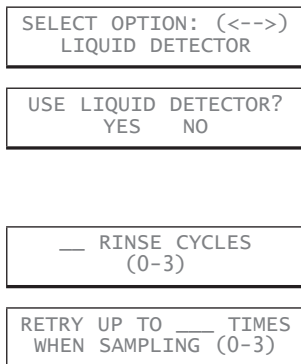 SELECT OPTION: (<-->)
LIQUID DETECTOR
USE LIQUID DETECTOR?
YES NO
__ RINSE CYCLES
(0-3)
RETRY UP TO ___ TIMES
WHEN SAMPLING (0-3)